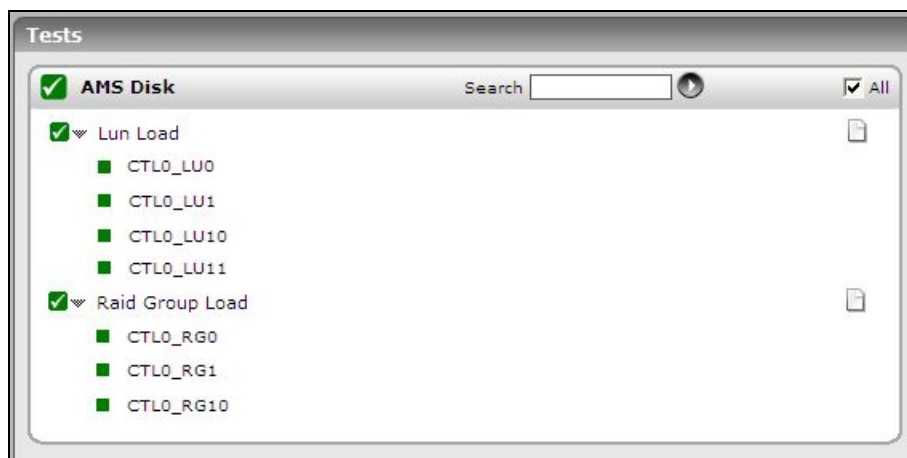 Tests
AMS Disk Search All
Lun Load
CTL0_LU0
CTL0_LU1
CTL0_LU10
CTL0_LU11
Raid Group Load
CTL0_RG0
CTL0_RG1
CTL0_RG10